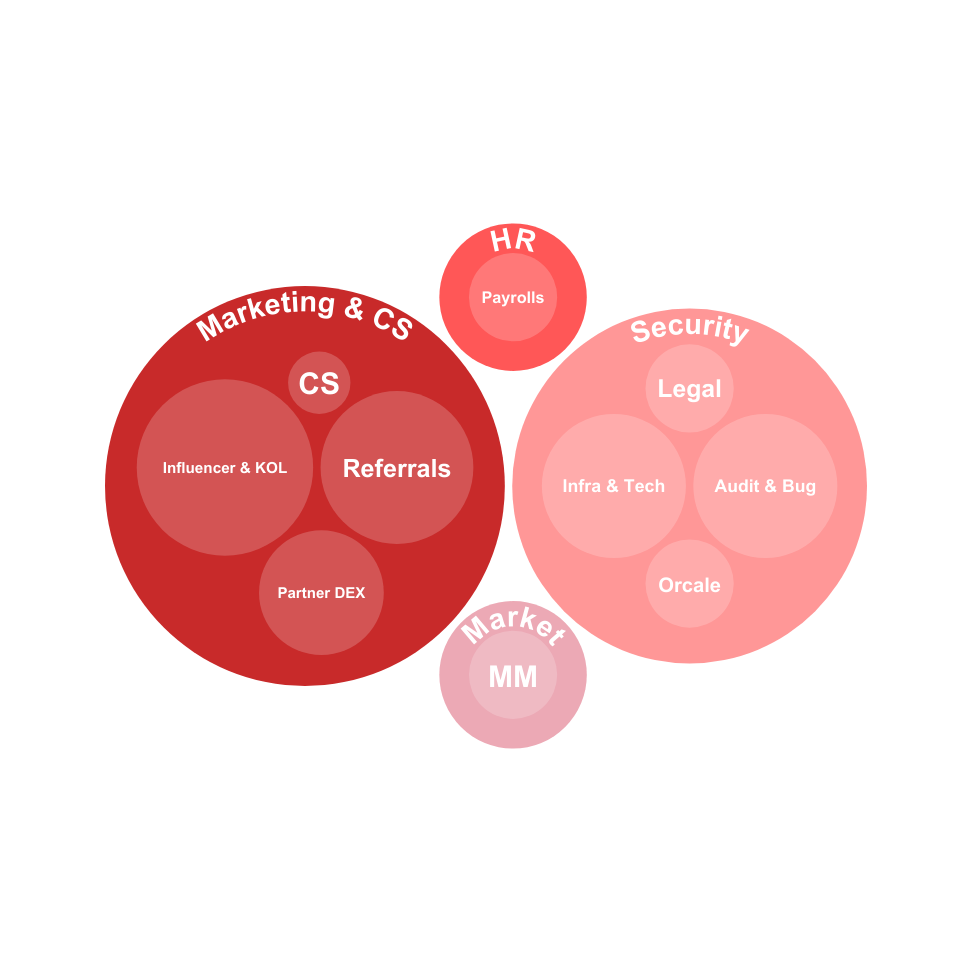 HR
Payrolls
Marketing & CS
CS
Influencer & KOL
Referrals
Partner DEX
Security
Legal
Infra & Tech
Audit & Bug
Orcale
Market
MM